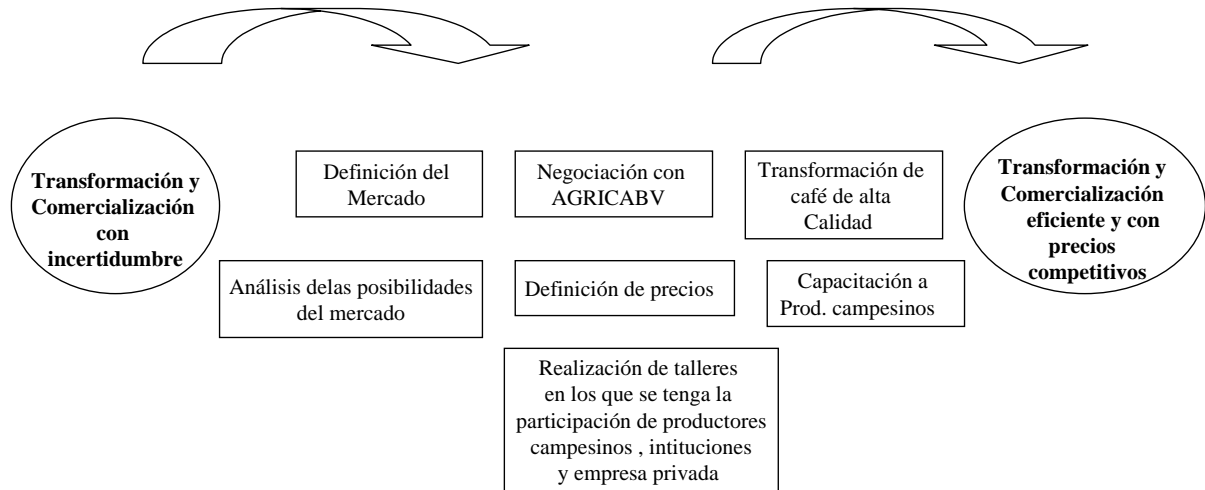 Transformación y
Comercialización
con
incertidumbre
Definición del
Mercado
Negociación con
AGRICABV
Transformación de
café de alta
Calidad
Transformación y
Comercialización
eficiente y con
precios
competitivos
Análisis delas posibilidades
del mercado
Definición de precios
Capacitación a
Prod. campesinos
Realización de talleres
en los que se tenga la
participación de productores
campesinos , intituciones
y empresa privada